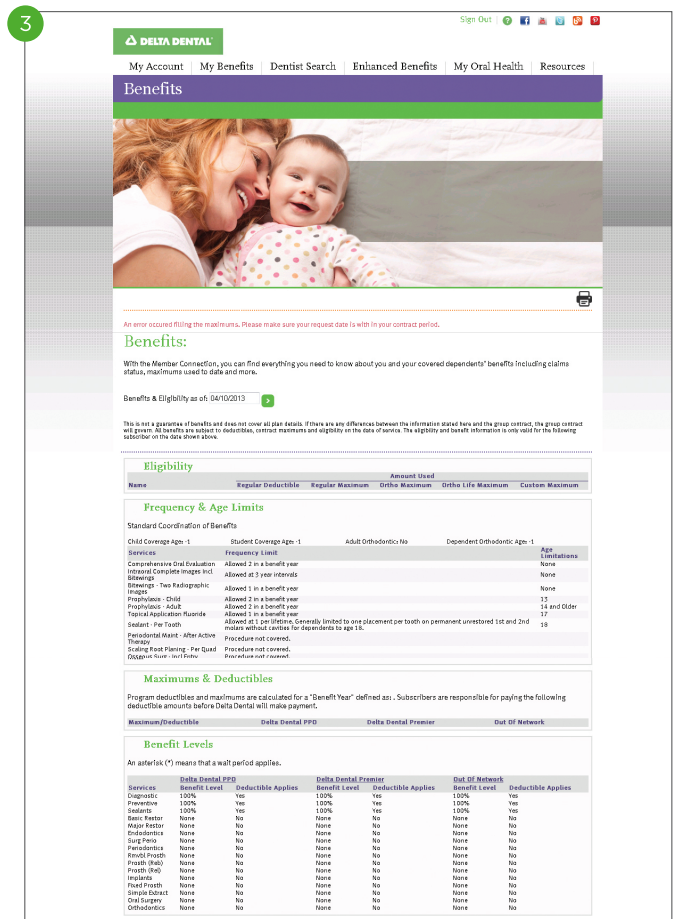 3
Sign Out
DELTA DENTAL
My Account My Benefits Dentist Search Enhanced Benefits My Oral Health Resources
Benefits
An error occured filling the maximums. Please make sure your request date is with in your contract period.
Benefits:
With the Member Connection, you can find everything you need to know about you and your covered dependents' benefits including claims
status, maximums used to date and more.
Benefits & Eligibility as of: 04/10/2013
This is not a guarantee of benefits and does not cover all plan details. If there are any differences between the information stated here and the group contract, the group contract
will govern. All benefits are subject to deductibles, contract maximums and eligibility on the date of service. The eligibility and benefit information is only valid for the following
subscriber on the date shown above.
Eligibility
Amount Used
Name Regular Deductible Regular Maximum Ortho Maximum Ortho Life Maximum Custom Maximum
Frequency & Age Limits
Standard Coordination of Benefits
Child Coverage Age: -1 Student Coverage Age: -1 Adult Orthodontic: No Dependent Orthodontic Age: -1
Services Frequency Limit Age Limitations
Comprehensive Oral Evaluation Allowed 2 in a benefit year None
Intraoral Complete Images Incl Bitewings Allowed at 3 year intervals None
Bitewings - Two Radiographic Images Allowed 1 in a benefit year None
Prophylaxis - Child Allowed 2 in a benefit year 13
Prophylaxis - Adult Allowed 2 in a benefit year 14 and Older
Topical Application Fluoride Allowed 1 in a benefit year 17
Sealant - Per Tooth Allowed at 1 per lifetime. Generally limited to one placement per tooth on permanent unrestored 1st and 2nd molars without cavities for dependents to age 18. 18
Periodontal Maint - After Active Therapy Procedure not covered.
Scaling Root Planing - Per Quad Procedure not covered.
Osseous Surg - Incl Entry Procedure not covered.
Maximums & Deductibles
Program deductibles and maximums are calculated for a "Benefit Year" defined as: . Subscribers are responsible for paying the following
deductible amounts before Delta Dental will make payment.
Maximum/Deductible Delta Dental PPO Delta Dental Premier Out Of Network
Benefit Levels
An asterisk (*) means that a wait period applies.
Delta Dental PPO Delta Dental Premier Out Of Network
Services Benefit Level Deductible Applies Benefit Level Deductible Applies Benefit Level Deductible Applies
Diagnostic 100% Yes 100% Yes 100% Yes
Preventive 100% Yes 100% Yes 100% Yes
Sealants 100% Yes 100% Yes 100% Yes
Basic Restor None No None No None No
Major Restor None No None No None No
Endodontics None No None No None No
Surg Perio None No None No None No
Periodontics None No None No None No
Rmvbl Prosth None No None No None No
Prosth (Reb) None No None No None No
Prosth (Rel) None No None No None No
Implants None No None No None No
Fixed Prosth None No None No None No
Simple Extract None No None No None No
Oral Surgery None No None No None No
Orthodontics None No None No None No